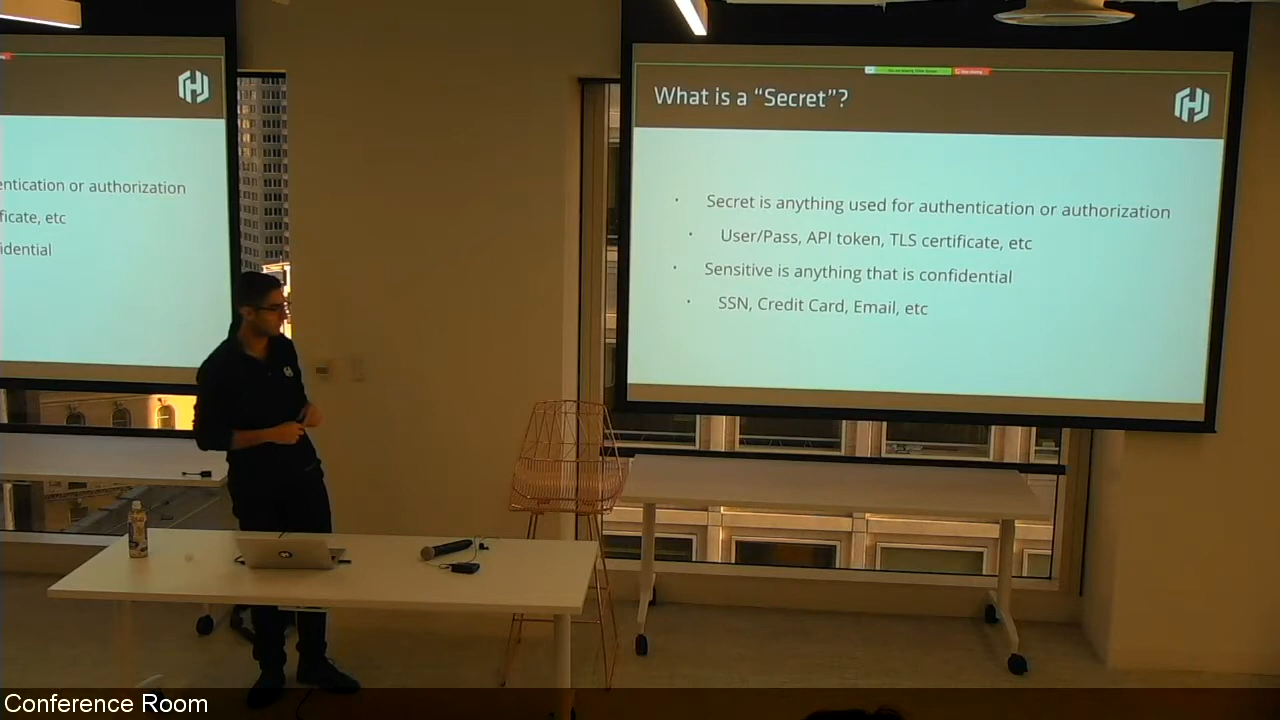 entication or authorization
ficate, etc
idential
What is a “Secret”?
Secret is anything used for authentication or authorization
User/Pass, API token, TLS certificate, etc
Sensitive is anything that is confidential
SSN, Credit Card, Email, etc
Conference Room